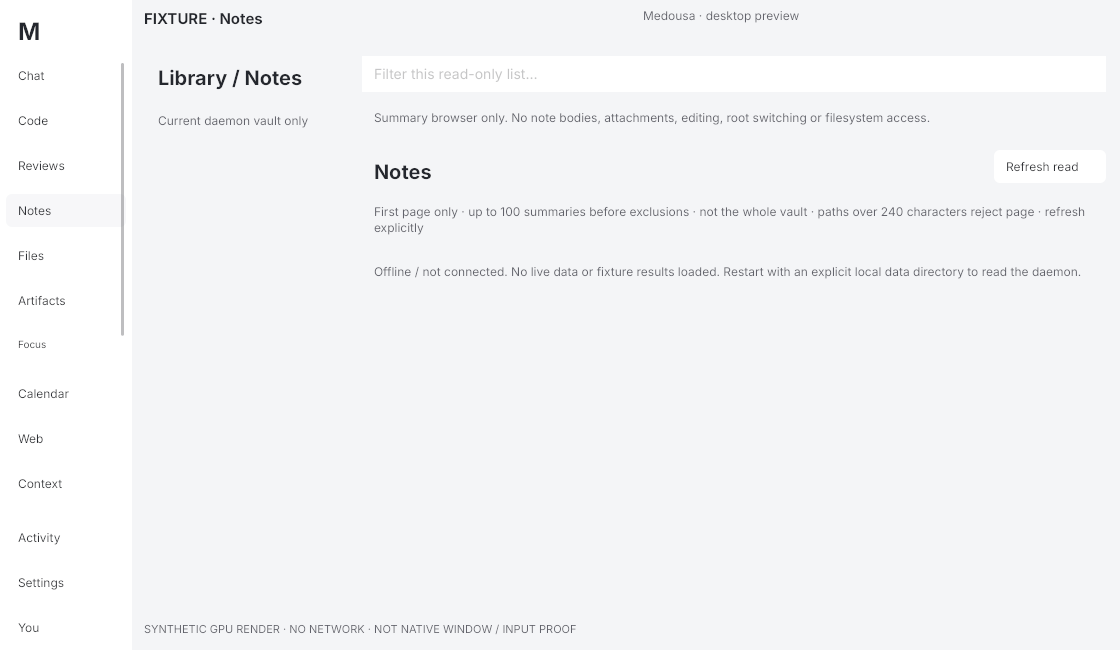 M
Chat
Code
Reviews
Notes
Files
Artifacts
Focus
Calendar
Web
Context
Activity
Settings
You
FIXTURE · Notes
Medousa · desktop preview
Library / Notes
Current daemon vault only
Filter this read-only list...
Summary browser only. No note bodies, attachments, editing, root switching or filesystem access.
Notes
Refresh read
First page only · up to 100 summaries before exclusions · not the whole vault · paths over 240 characters reject page · refresh
explicitly
Offline / not connected. No live data or fixture results loaded. Restart with an explicit local data directory to read the daemon.
SYNTHETIC GPU RENDER · NO NETWORK · NOT NATIVE WINDOW / INPUT PROOF